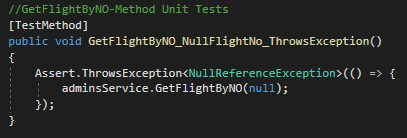 //GetFlightByNO-Method Unit Tests
[TestMethod]
public void GetFlightByNO_NullFlightNo_ThrowsException()
{
    Assert.ThrowsException<NullReferenceException>(() => {
        adminsService.GetFlightByNO(null);
    });
}